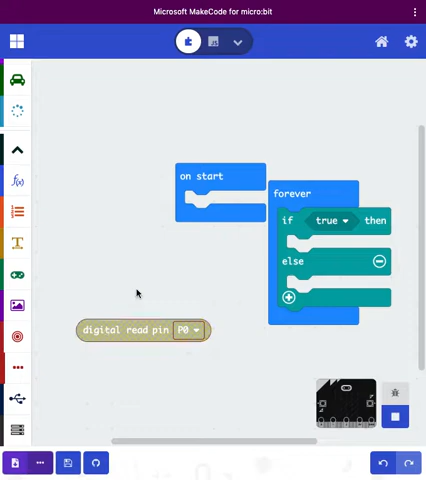 Microsoft MakeCode for micro:bit
on start
forever
if true then
else
digital read pin P0